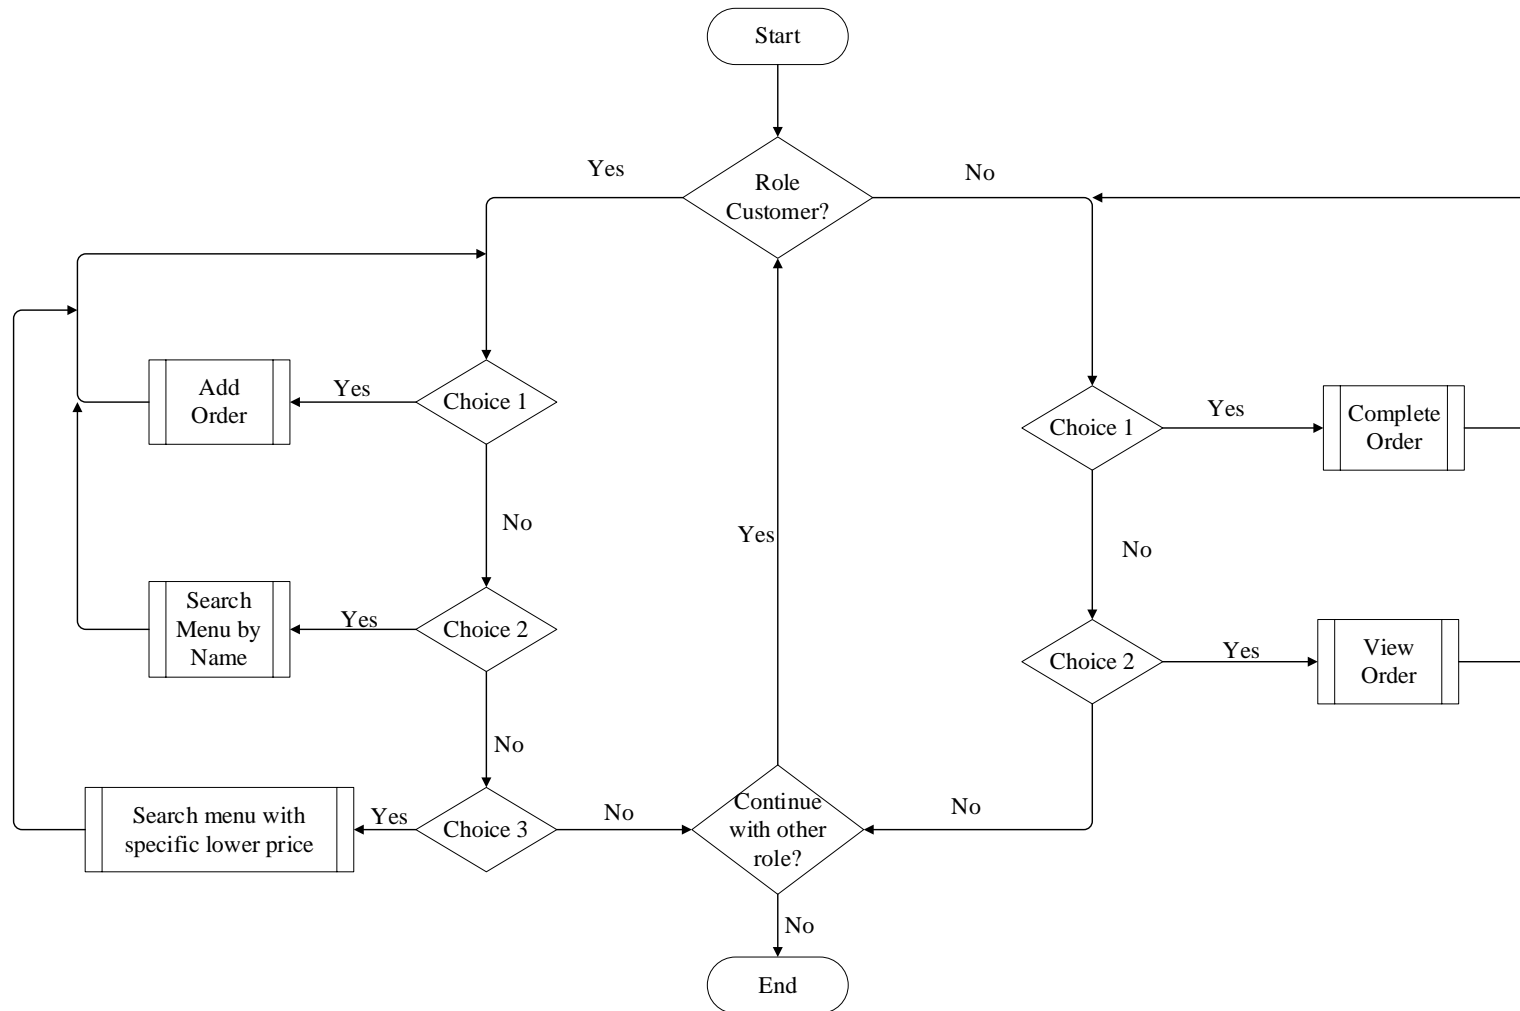 Start
Yes
Role
Customer?
No
Add
Order
Yes
Choice 1
Choice 1
Yes
Complete
Order
No
Yes
No
Search
Menu by
Name
Yes
Choice 2
Choice 2
Yes
View
Order
No
Search menu with
specific lower price
Yes
Choice 3
No
Continue
with other
role?
No
No
End